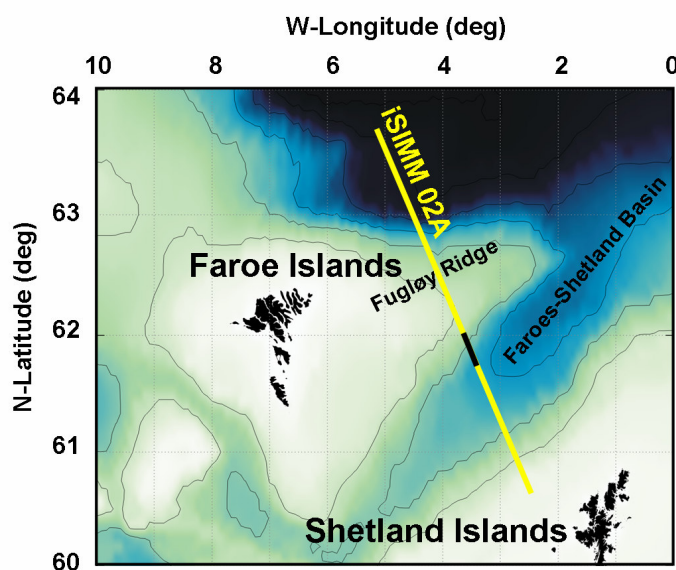 W-Longitude (deg)
10 8 6 4 2 0
64
63
62
61
60
N-Latitude (deg)
iSIMM 02A
Faroe Islands
Fugløy Ridge
Faroes-Shetland Basin
Shetland Islands